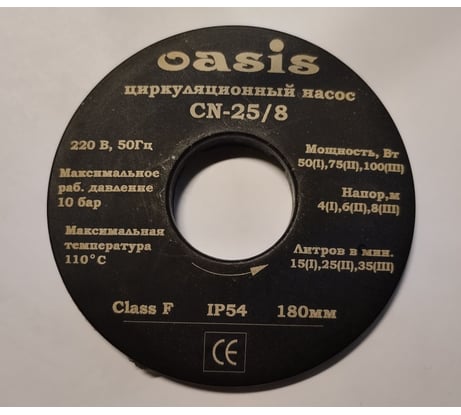 oasis
циркуляционный насос
CN-25/8
220 В, 50Гц
Максимальное
раб. давление
10 бар
Максимальная
температура
110°С
Мощность, Вт
50(I),75(II),100(III)
Напор,м
4(I),6(II),8(III)
Литров в мин.
15(I),25(II),35(III)
Class F IP54 180мм
CE